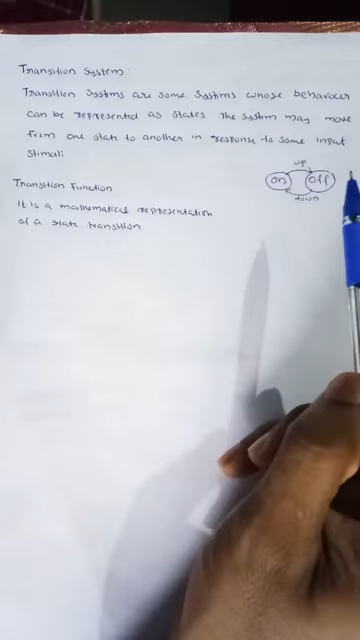 Transition System
Transition Systems are some Systems whose behaviour
can be represented as States The System may move
from one state to another in response to some input
Stimuli
up
on
off
down
Transition Function
It is a mathematical representation
of a state transition